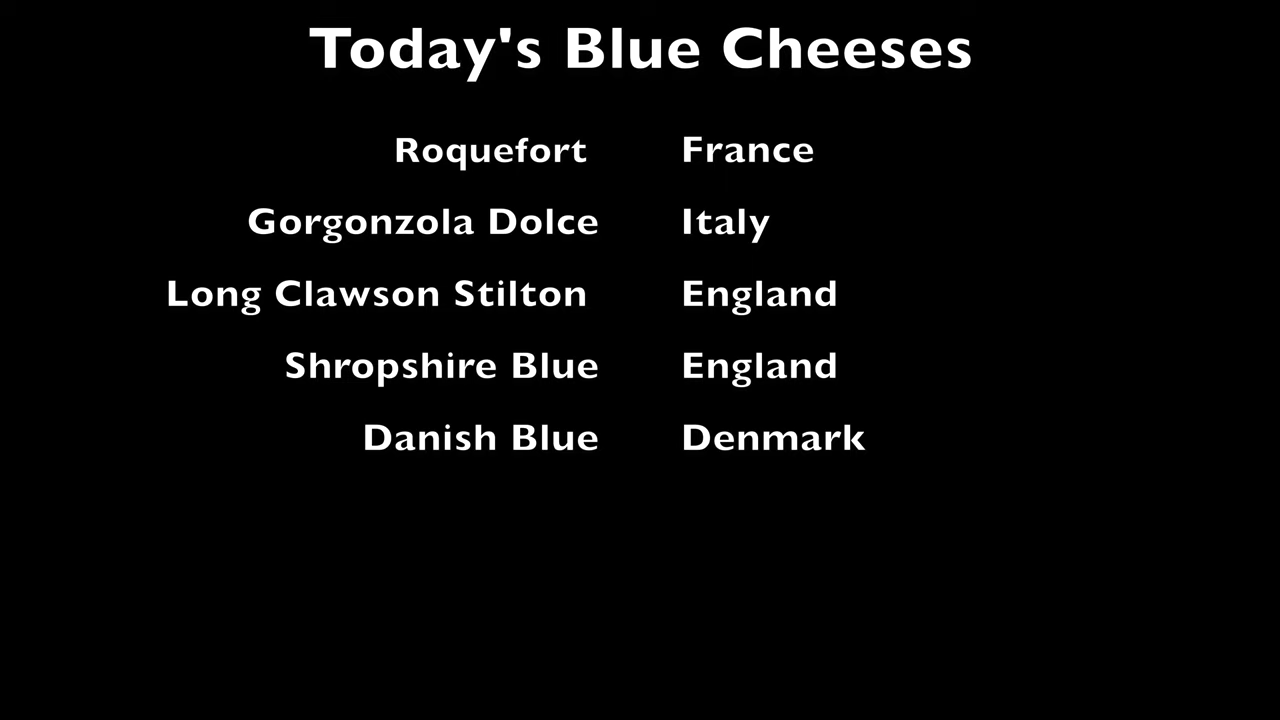 Today's Blue Cheeses
Roquefort France
Gorgonzola Dolce Italy
Long Clawson Stilton England
Shropshire Blue England
Danish Blue Denmark